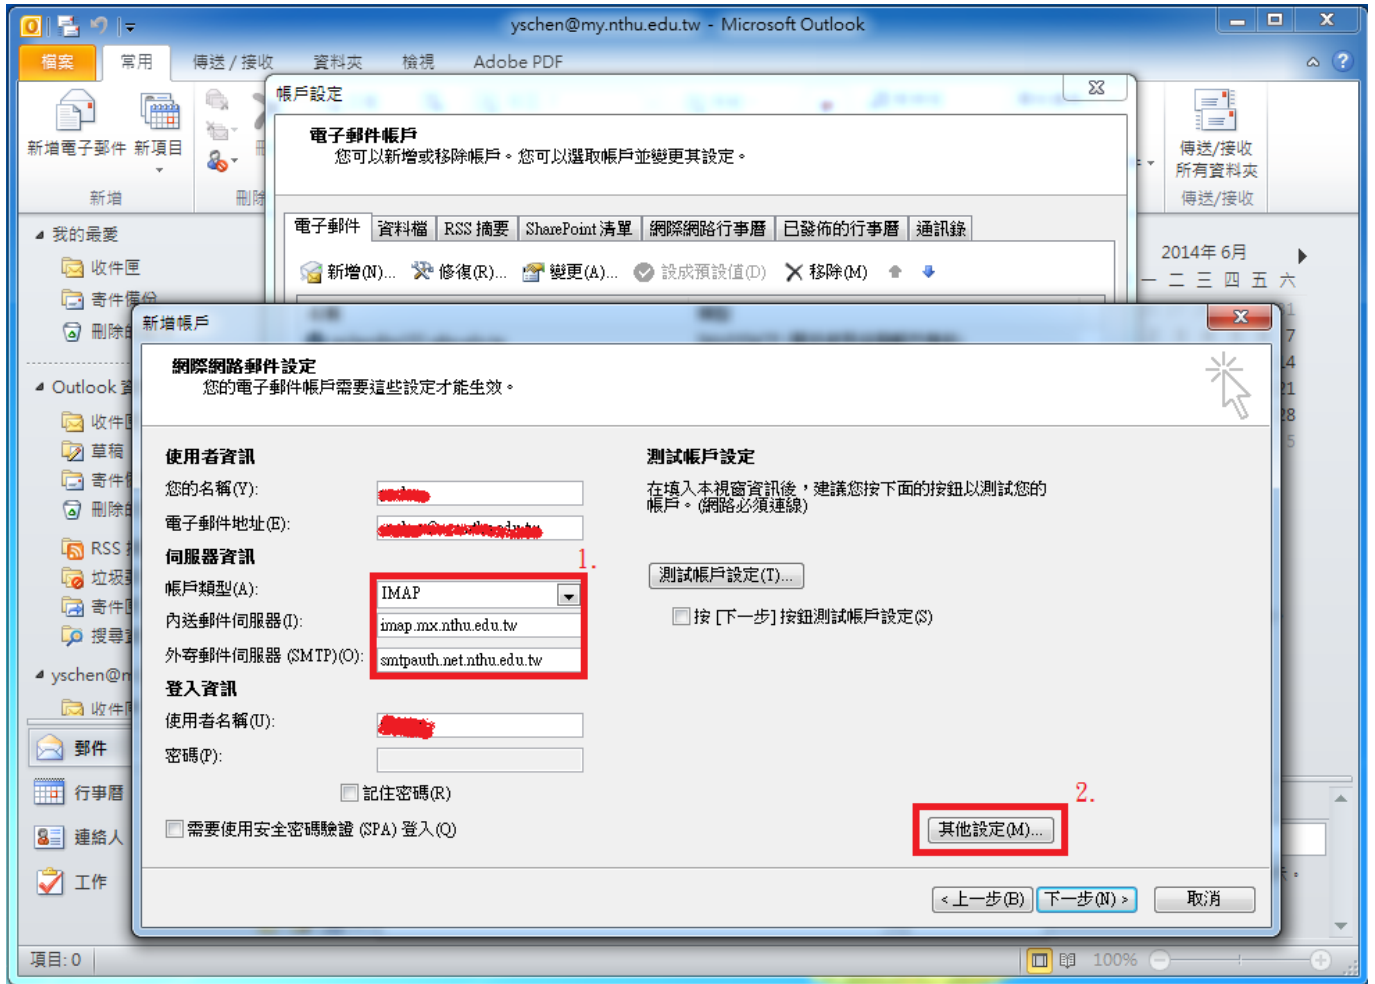 yschen@my.nthu.edu.tw - Microsoft Outlook
檔案 常用 傳送 / 接收 資料夾 檢視 Adobe PDF
帳戶設定
電子郵件帳戶
您可以新增或移除帳戶。您可以選取帳戶並變更其設定。
新增電子郵件 新項目
傳送/接收
所有資料夾
新增 刪除 傳送/接收
電子郵件 資料檔 RSS 摘要 SharePoint 清單 網際網路行事曆 已發佈的行事曆 通訊錄
新增(N)... 修復(R)... 變更(A)... 設成預設值(D) 移除(M)
我的最愛
收件匣
寄件備份
刪除的
2014年 6月
一 二 三 四 五 六
新增帳戶
網際網路郵件設定
您的電子郵件帳戶需要這些設定才能生效。
Outlook
收件匣
草稿
寄件
刪除的
RSS
垃圾
寄件
搜尋
yschen@m
收件
7
14
21
28
5
使用者資訊
您的名稱(Y):
電子郵件地址(E):
伺服器資訊
1.
帳戶類型(A): IMAP
內送郵件伺服器(I): imap.mx.nthu.edu.tw
外寄郵件伺服器 (SMTP)(O): smtpauth.net.nthu.edu.tw
登入資訊
使用者名稱(U):
密碼(P):
記住密碼(R)
需要使用安全密碼驗證 (SPA) 登入(Q)
測試帳戶設定
在填入本視窗資訊後，建議您按下面的按鈕以測試您的
帳戶。(網路必須連線)
測試帳戶設定(T)...
按 [下一步] 按鈕測試帳戶設定(S)
2.
其他設定(M)...
< 上一步(B) 下一步(N) > 取消
郵件
行事曆
連絡人
工作
項目: 0
100%